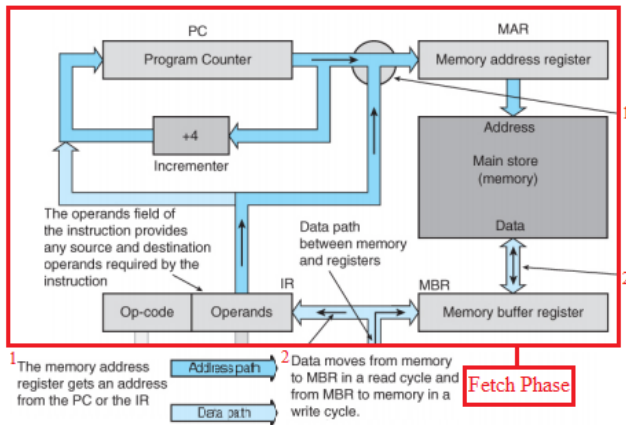 PC
MAR
Program Counter
Memory address register
1
+4
Incrementer
Address
Main store
(memory)
Data
The operands field of
the instruction provides
any source and destination
operands required by the
instruction
Data path
between memory
and registers
2
IR
MBR
Op-code
Operands
Memory buffer register
1
The memory address
register gets an address
from the PC or the IR
Address path
Data path
2
Data moves from memory
to MBR in a read cycle and
from MBR to memory in a
write cycle.
Fetch Phase